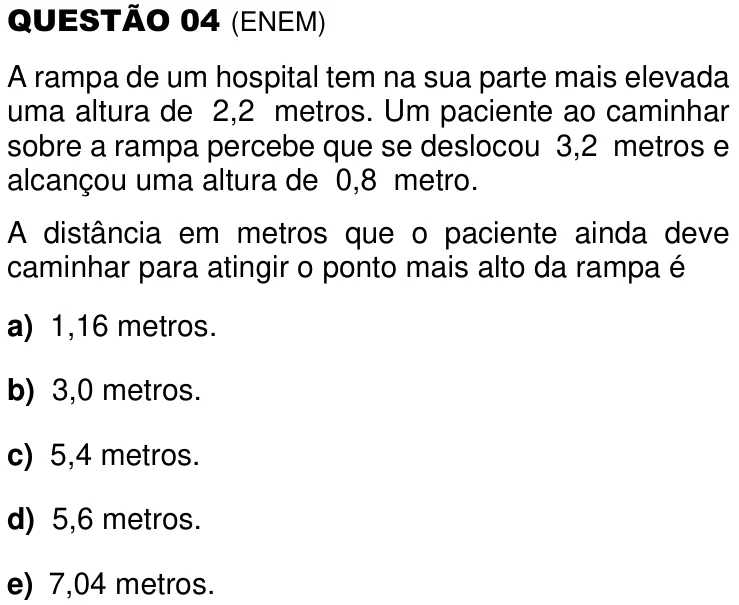 QUESTÃO 04 (ENEM)
A rampa de um hospital tem na sua parte mais elevada
uma altura de 2,2 metros. Um paciente ao caminhar
sobre a rampa percebe que se deslocou 3,2 metros e
alcançou uma altura de 0,8 metro.
A distância em metros que o paciente ainda deve
caminhar para atingir o ponto mais alto da rampa é
a) 1,16 metros.
b) 3,0 metros.
c) 5,4 metros.
d) 5,6 metros.
e) 7,04 metros.